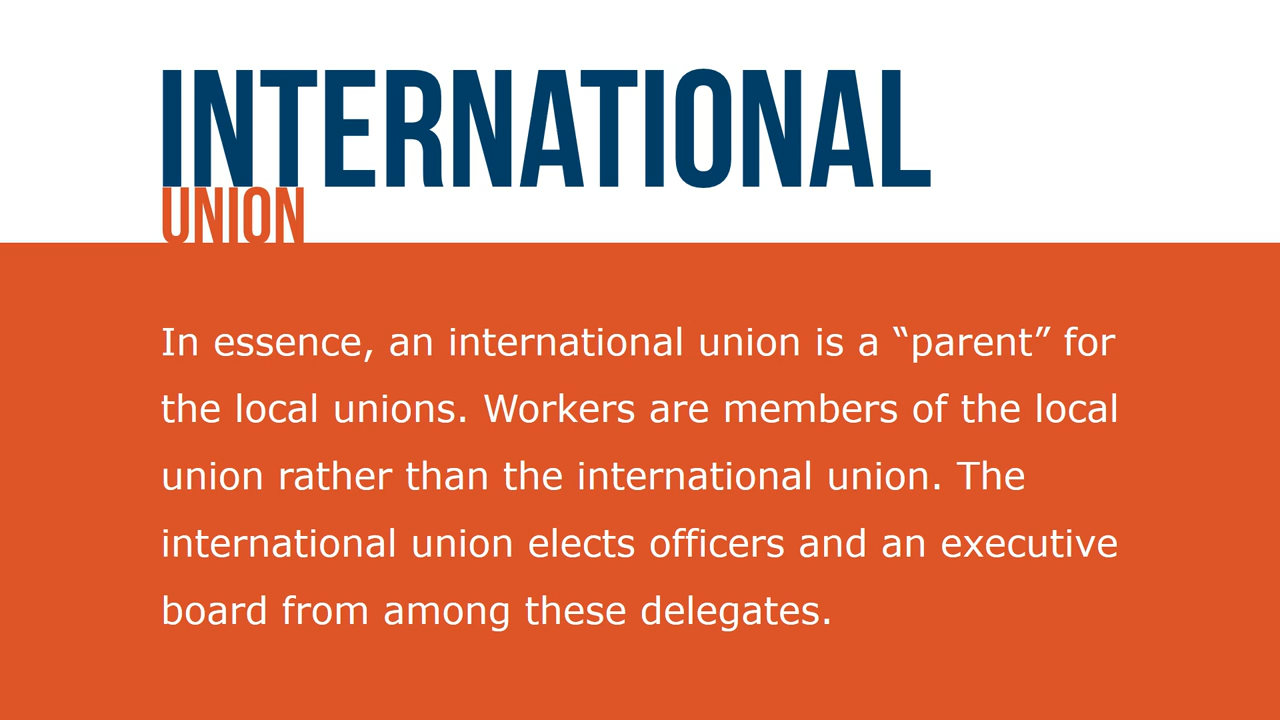 INTERNATIONAL
UNION
In essence, an international union is a “parent” for
the local unions. Workers are members of the local
union rather than the international union. The
international union elects officers and an executive
board from among these delegates.